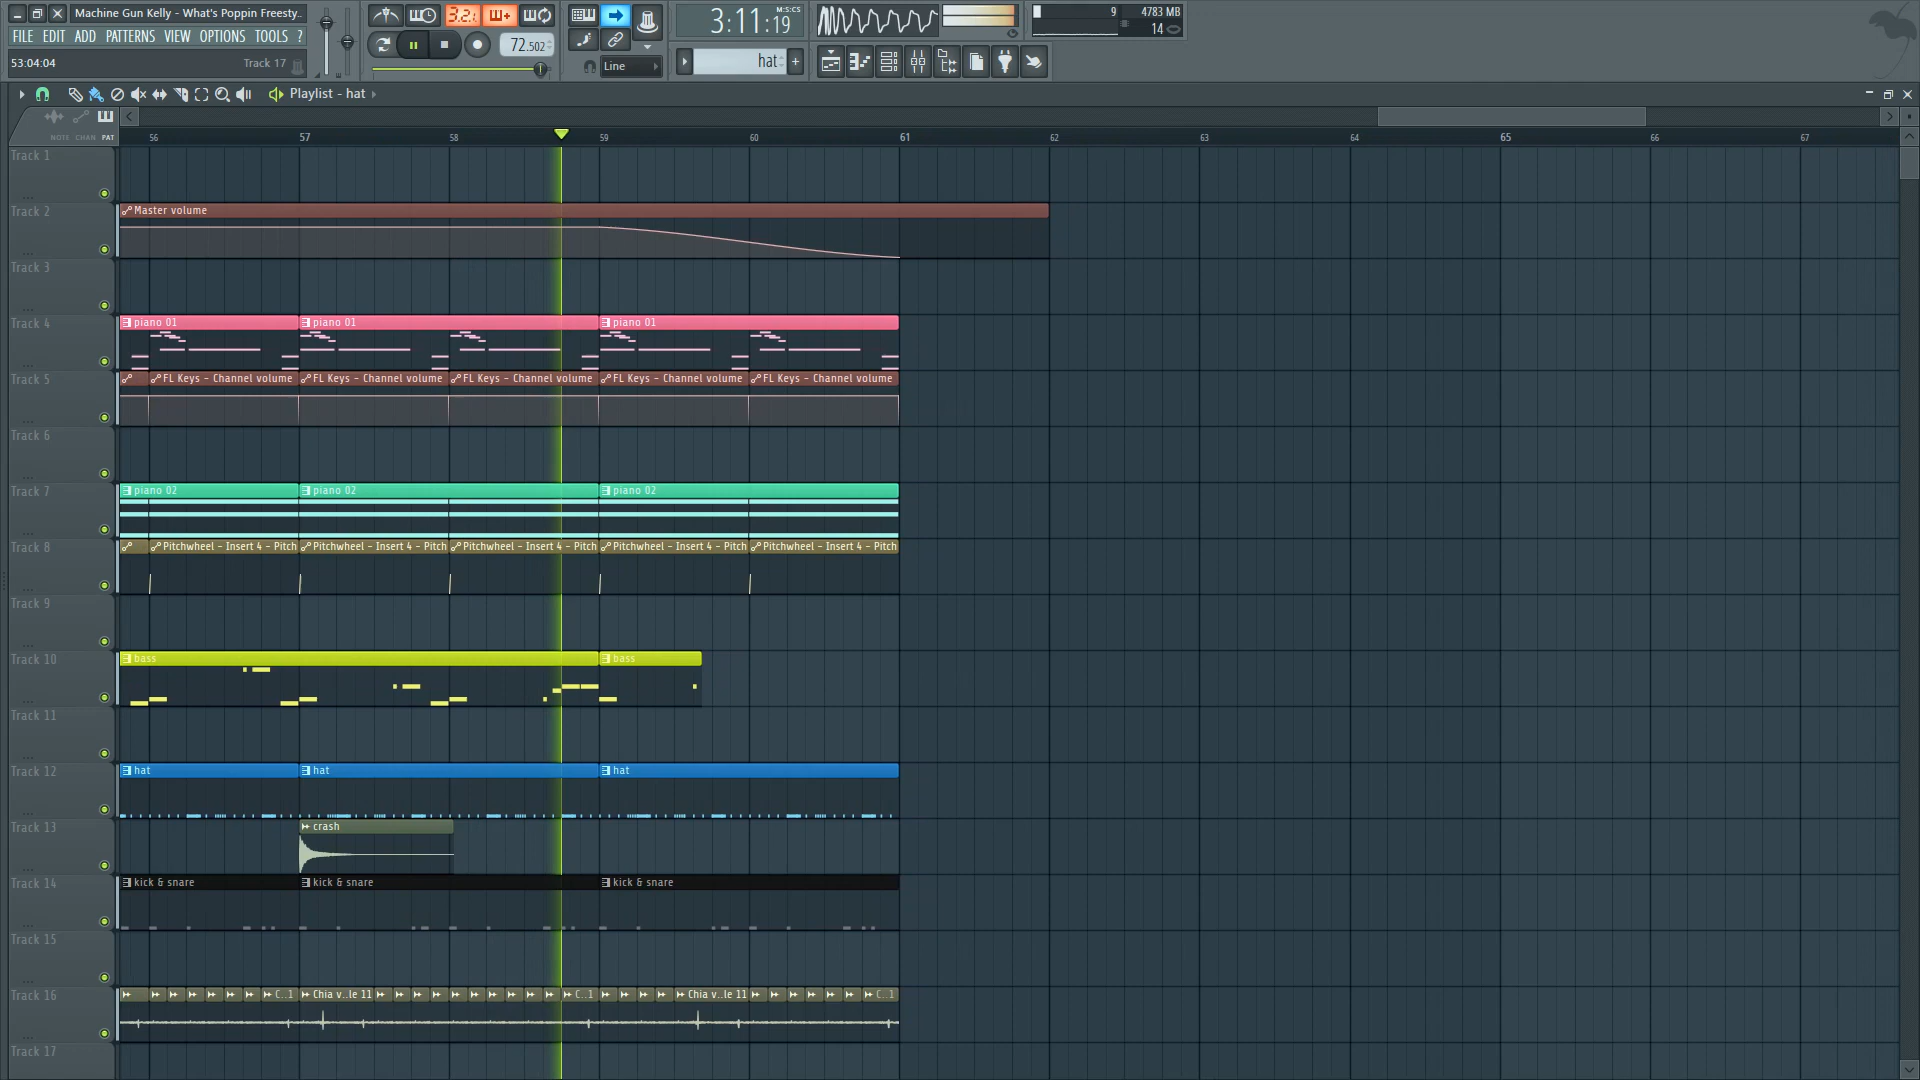 Machine Gun Kelly - What's Poppin Freesty..
FILE EDIT ADD PATTERNS VIEW OPTIONS TOOLS ?
53:04:04 Track 17
3.2.
72.502
Line
3:11:19 M:S:CS
hat
9
4783 MB
14
Playlist - hat
NOTE CHAN PAT
56 57 58 59 60 61 62 63 64 65 66 67
Track 1
Track 2
Master volume
Track 3
Track 4
piano 01 piano 01 piano 01
Track 5
FL Keys - Channel volume FL Keys - Channel volume FL Keys - Channel volume FL Keys - Channel volume FL Keys - Channel volume
Track 6
Track 7
piano 02 piano 02 piano 02
Track 8
Pitchwheel - Insert 4 - Pitch Pitchwheel - Insert 4 - Pitch Pitchwheel - Insert 4 - Pitch Pitchwheel - Insert 4 - Pitch Pitchwheel - Insert 4 - Pitch
Track 9
Track 10
bass bass
Track 11
Track 12
hat hat hat
Track 13
crash
Track 14
kick & snare kick & snare kick & snare
Track 15
Track 16
C..1 Chia v..le 11 C..1 Chia v..le 11 C..1
Track 17